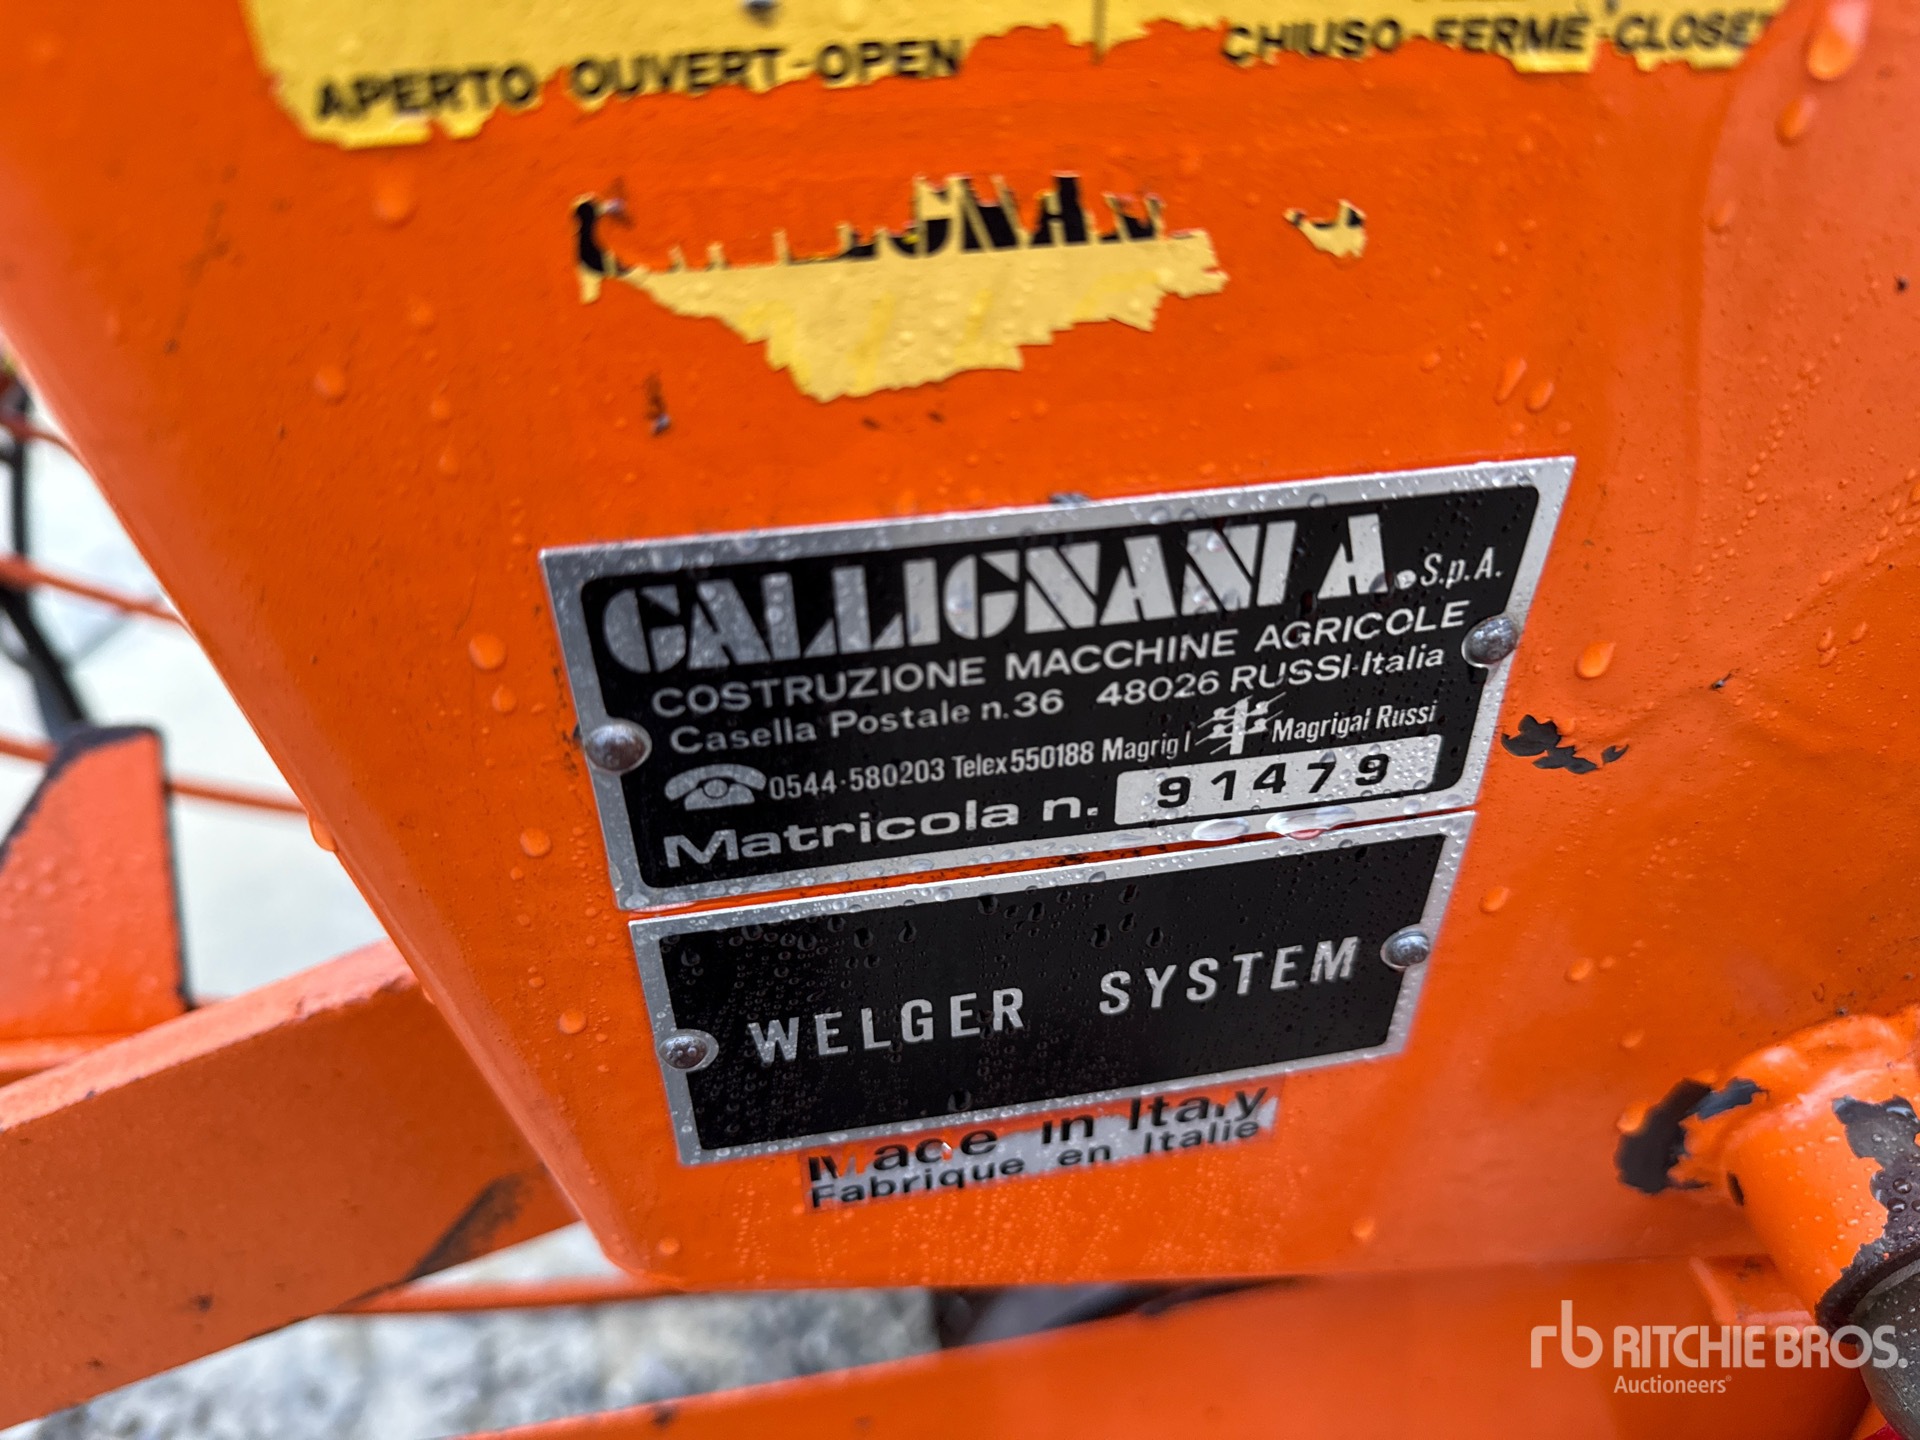 APERTO OUVERT-OPEN
CHIUSO-FERME-CLOSE
GALLIGNANI A. S.p.A.
COSTRUZIONE MACCHINE AGRICOLE
Casella Postale n.36 48026 RUSSI-Italia
0544-580203 Telex 550188 Magrig I Magrigal Russi
Matricola n. 91479
WELGER SYSTEM
Made in Italy
Fabrique en Italie
rb RITCHIE BROS.
Auctioneers